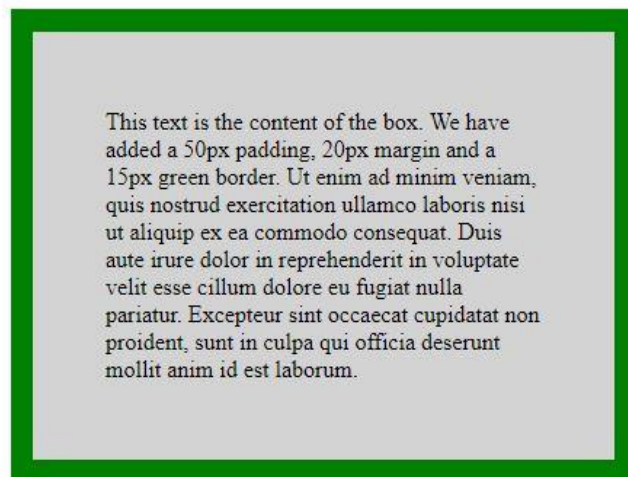 This text is the content of the box. We have
added a 50px padding, 20px margin and a
15px green border. Ut enim ad minim veniam,
quis nostrud exercitation ullamco laboris nisi
ut aliquip ex ea commodo consequat. Duis
aute irure dolor in reprehenderit in voluptate
velit esse cillum dolore eu fugiat nulla
pariatur. Excepteur sint occaecat cupidatat non
proident, sunt in culpa qui officia deserunt
mollit anim id est laborum.